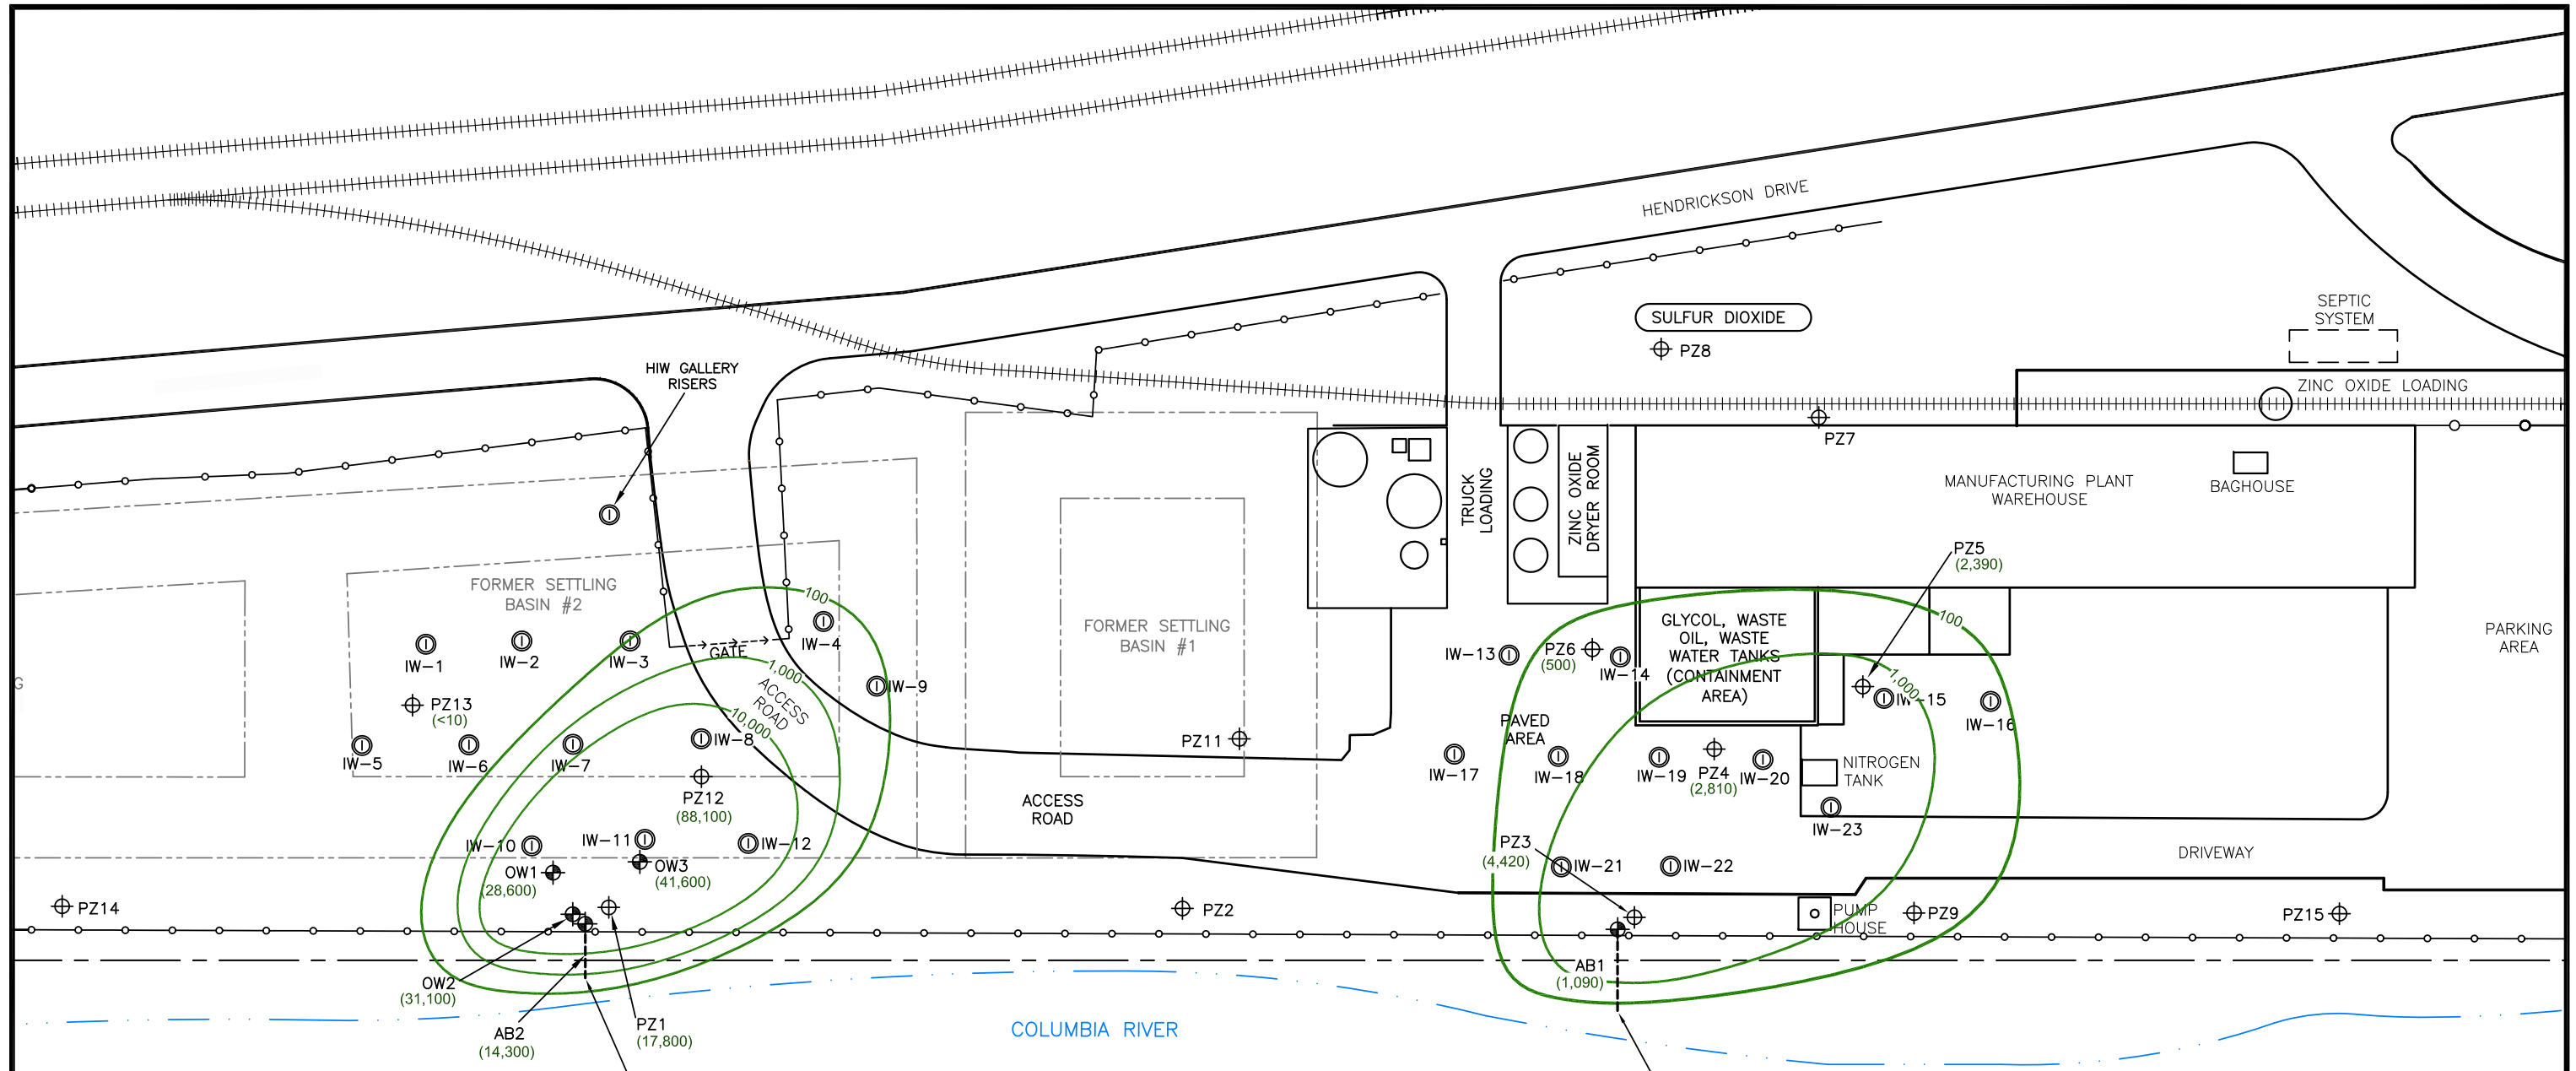 HENDRICKSON DRIVE
SULFUR DIOXIDE
PZ8
SEPTIC
SYSTEM
ZINC OXIDE LOADING
HIW GALLERY
RISERS
PZ7
TRUCK
LOADING
ZINC OXIDE
DRYER ROOM
MANUFACTURING PLANT
WAREHOUSE
BAGHOUSE
PZ5
(2,390)
FORMER SETTLING
BASIN #2
100
IW-1
IW-2
IW-3
GATE
IW-4
FORMER SETTLING
BASIN #1
IW-13
PZ6
(500)
IW-14
GLYCOL, WASTE
OIL, WASTE
WATER TANKS
(CONTAINMENT
AREA)
100
PARKING
AREA
G
1,000
ACCESS
ROAD
IW-9
1,000
IW-15
IW-16
PZ13
(<10)
10,000
IW-5
IW-6
IW-7
IW-8
PZ11
PAVED
AREA
IW-17
IW-18
IW-19
PZ4
(2,810)
IW-20
NITROGEN
TANK
PZ12
(88,100)
ACCESS
ROAD
IW-23
IW-10
IW-11
IW-12
PZ3
(4,420)
DRIVEWAY
OW1
(28,600)
OW3
(41,600)
IW-21
IW-22
PZ14
PZ2
PUMP
HOUSE
PZ9
PZ15
OW2
(31,100)
AB1
(1,090)
AB2
(14,300)
PZ1
(17,800)
COLUMBIA RIVER